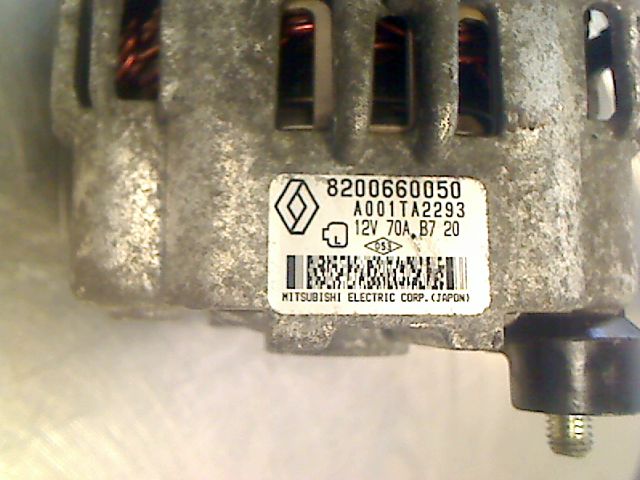 8200660050
A001TA2293
12V 70A B7 20
MITSUBISHI ELECTRIC CORP.(JAPON)